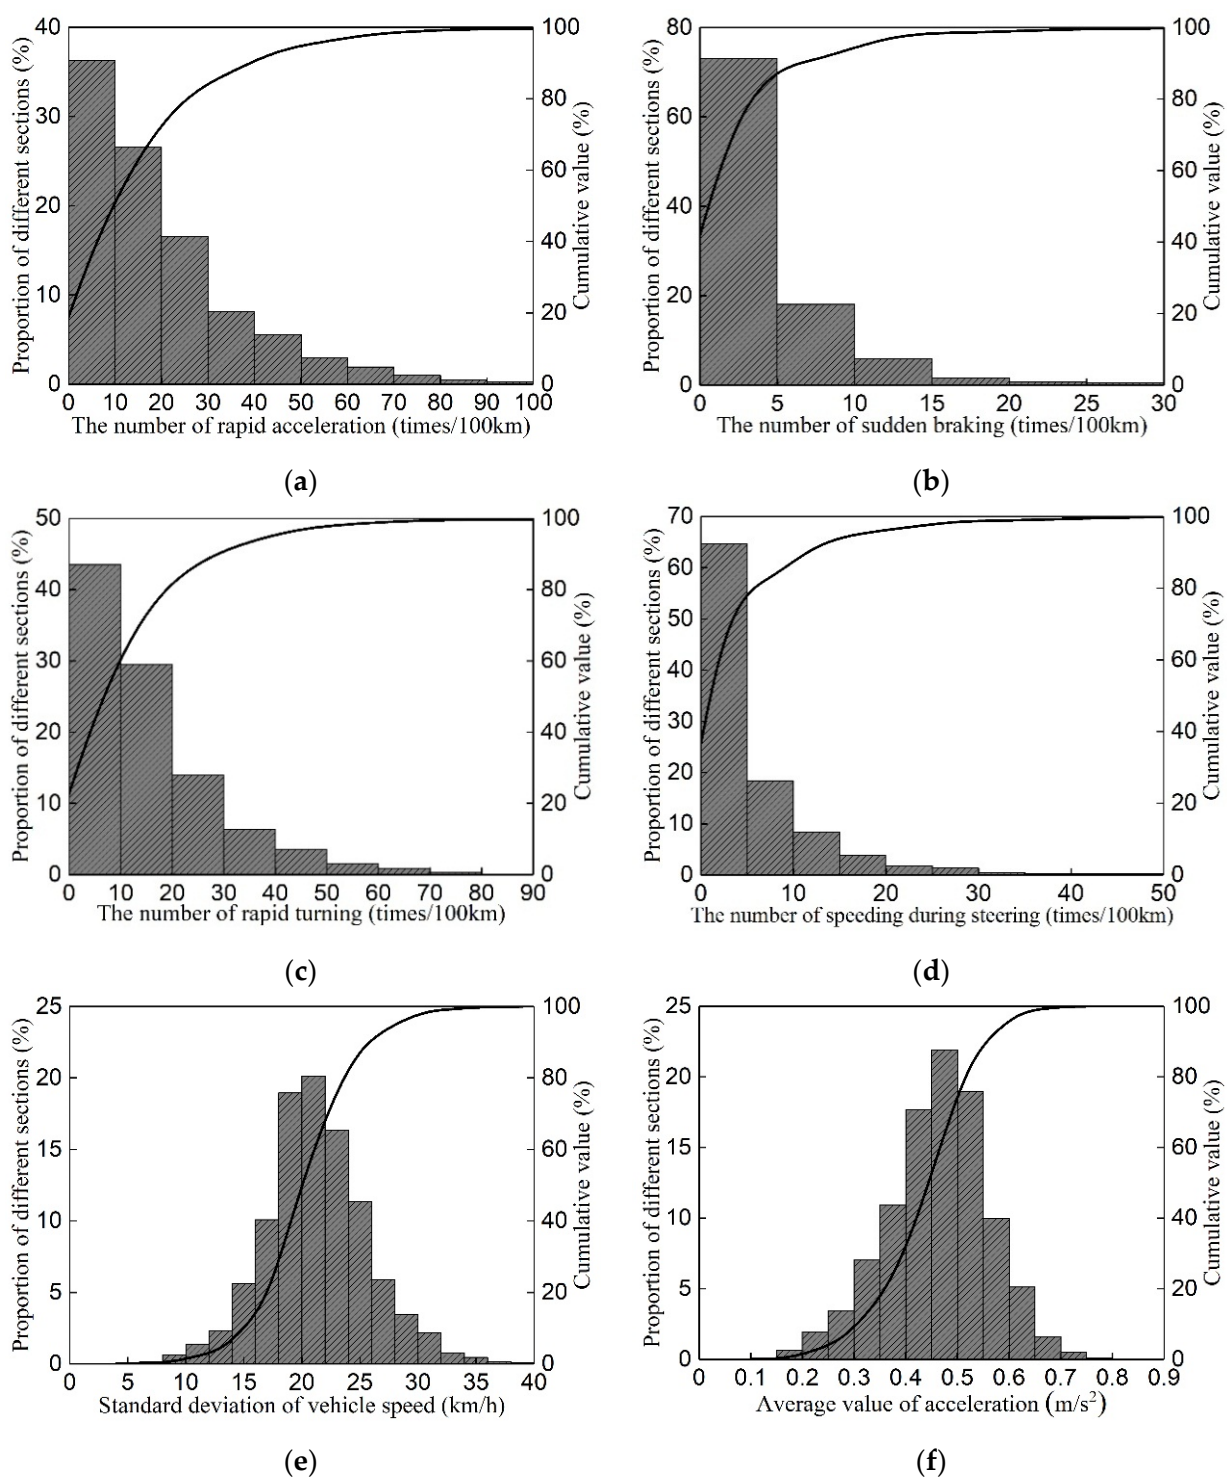 Proportion of different sections (%)
40
30
20
10
0
100
80
60
40
20
0
Cumulative value (%)
0 10 20 30 40 50 60 70 80 90 100
The number of rapid acceleration (times/100km)
(a)
Proportion of different sections (%)
80
60
40
20
0
100
80
60
40
20
0
Cumulative value (%)
0 5 10 15 20 25 30
The number of sudden braking (times/100km)
(b)
Proportion of different sections (%)
50
40
30
20
10
0
100
80
60
40
20
0
Cumulative value (%)
0 10 20 30 40 50 60 70 80 90
The number of rapid turning (times/100km)
(c)
Proportion of different sections (%)
70
60
50
40
30
20
10
0
100
80
60
40
20
0
Cumulative value (%)
0 10 20 30 40 50
The number of speeding during steering (times/100km)
(d)
Proportion of different sections (%)
25
20
15
10
5
0
100
80
60
40
20
0
Cumulative value (%)
0 5 10 15 20 25 30 35 40
Standard deviation of vehicle speed (km/h)
(e)
Proportion of different sections (%)
25
20
15
10
5
0
100
80
60
40
20
0
Cumulative value (%)
0 0.1 0.2 0.3 0.4 0.5 0.6 0.7 0.8 0.9
Average value of acceleration (m/s²)
(f)